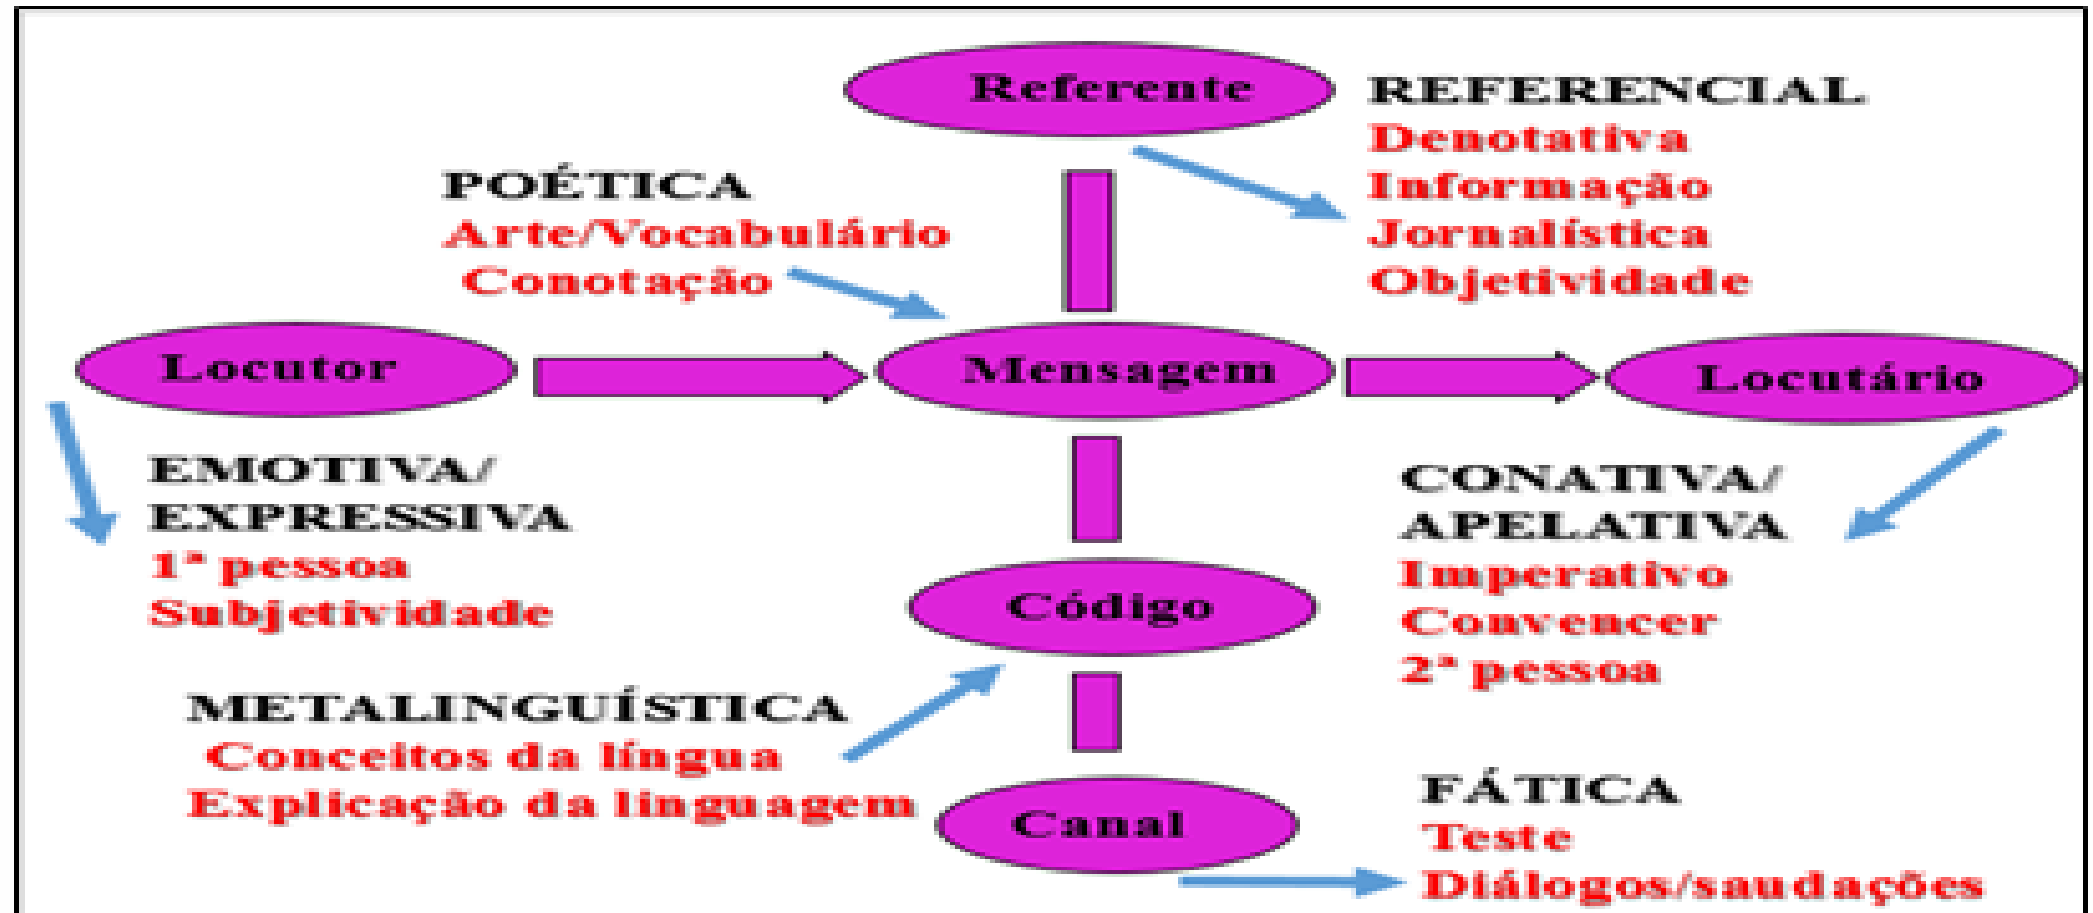 Referente
REFERENCIAL
Denotativa
Informação
Jornalística
Objetividade
POÉTICA
Arte/Vocabulário
Conotação
Locutor
Mensagem
Locutário
EMOTIVA/
EXPRESSIVA
1ª pessoa
Subjetividade
CONATIVA/
APELATIVA
Imperativo
Convencer
2ª pessoa
Código
METALINGUÍSTICA
Conceitos da língua
Explicação da linguagem
Canal
FÁTICA
Teste
Diálogos/saudações